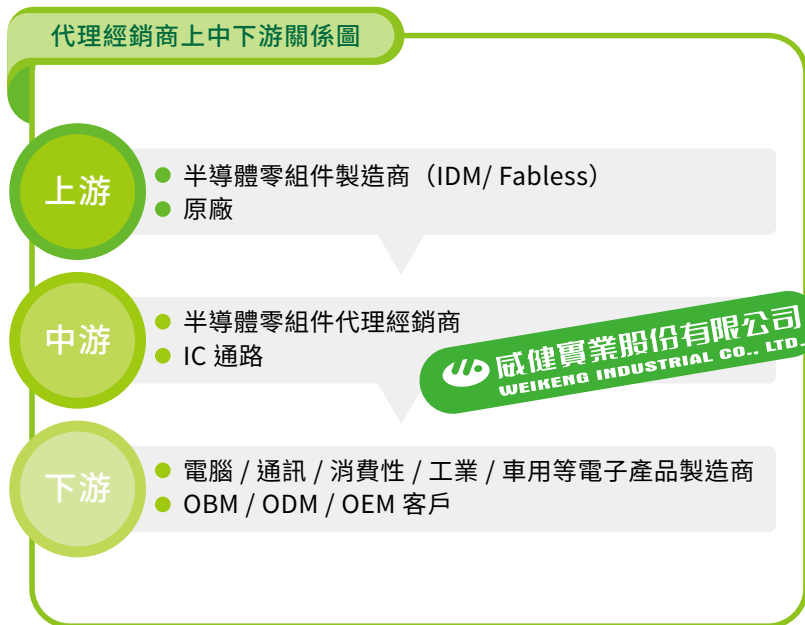 代理經銷商上中下游關係圖
上游
半導體零組件製造商（IDM/ Fabless）
原廠
中游
半導體零組件代理經銷商
IC 通路
威健實業股份有限公司
WEIKENG INDUSTRIAL CO., LTD.
下游
電腦 / 通訊 / 消費性 / 工業 / 車用等電子產品製造商
OBM / ODM / OEM 客戶